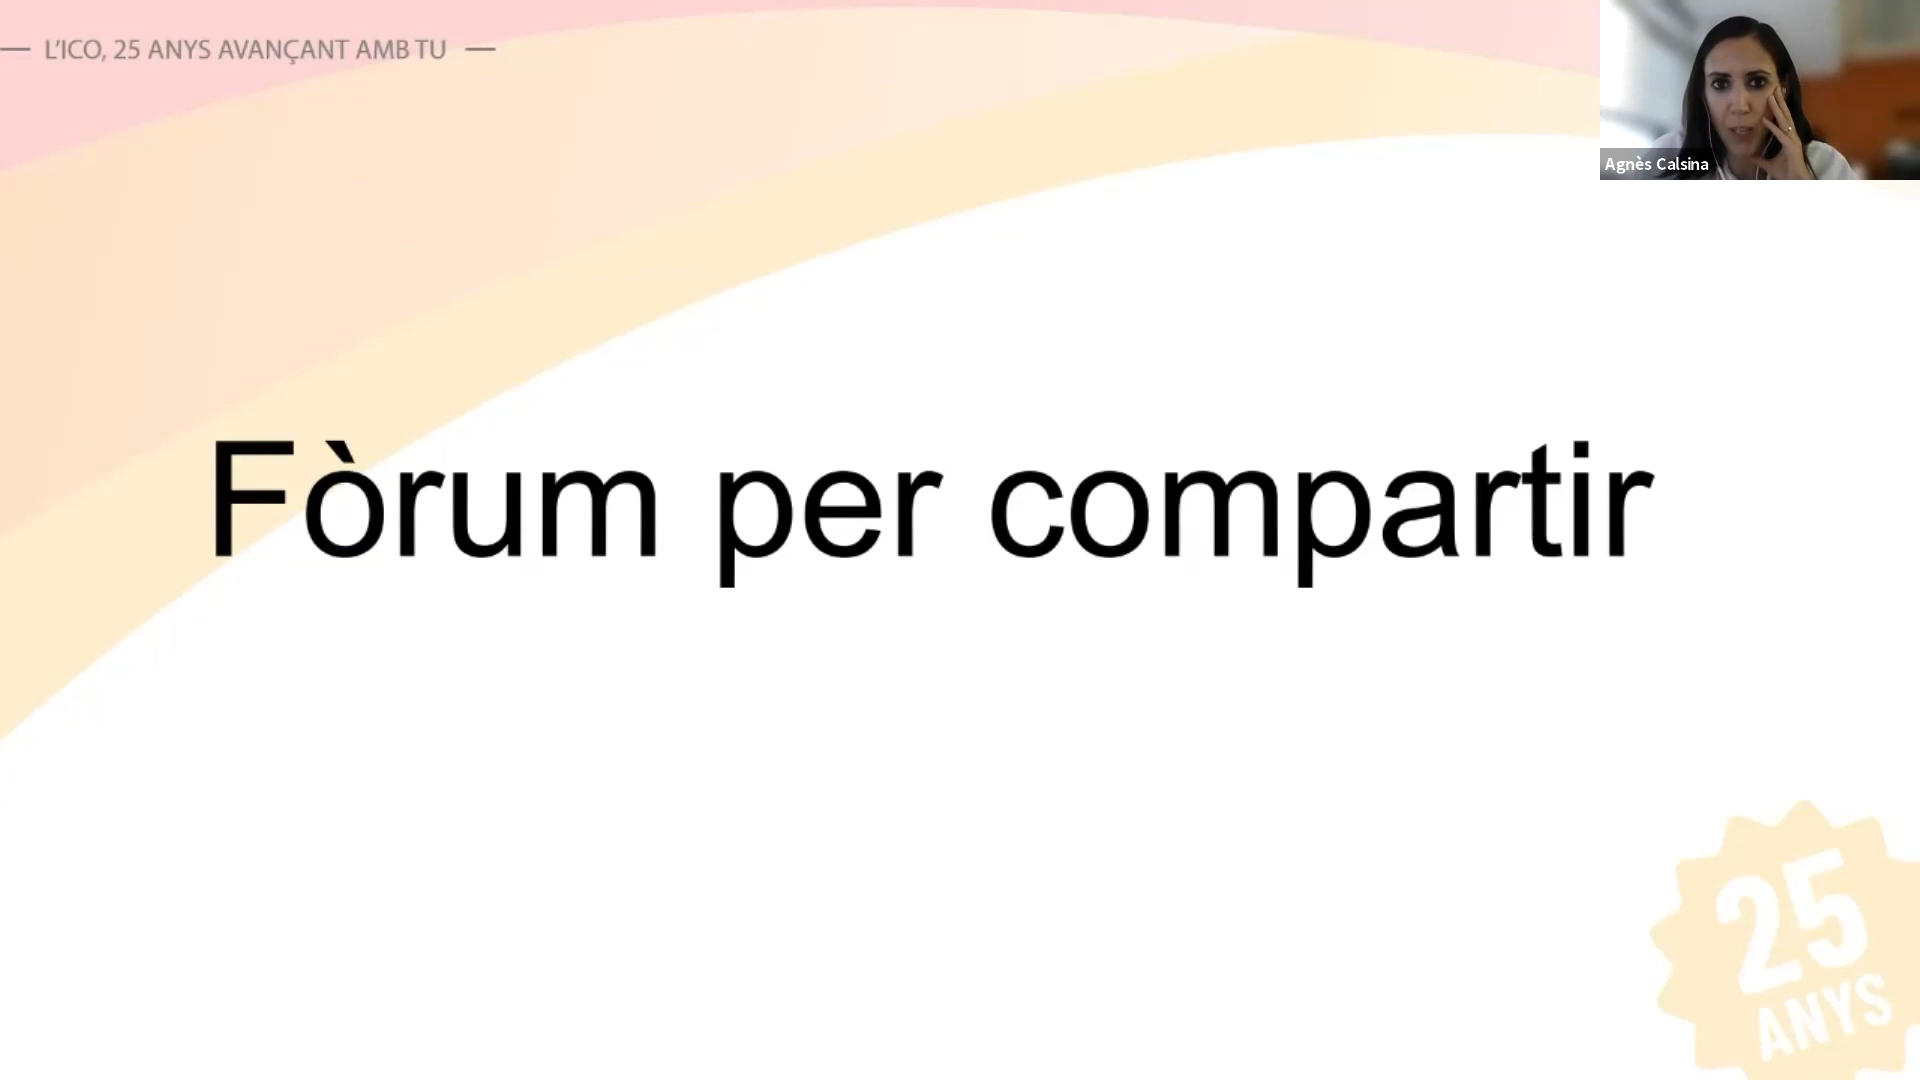 L'ICO, 25 ANYS AVANÇANT AMB TU
Agnès Calsina
Fòrum per compartir
25
ANYS